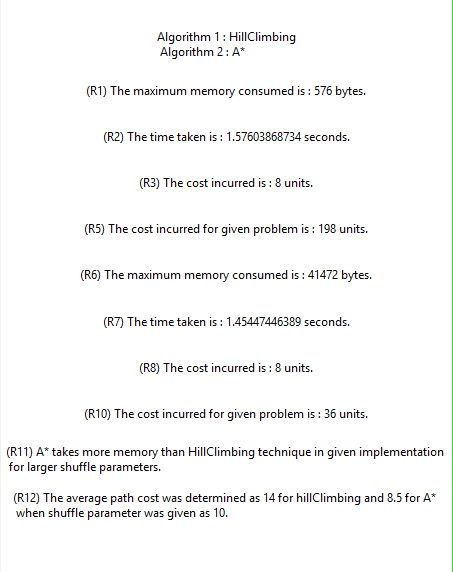 Algorithm 1 : HillClimbing
Algorithm 2 : A*
(R1) The maximum memory consumed is : 576 bytes.
(R2) The time taken is : 1.57603868734 seconds.
(R3) The cost incurred is : 8 units.
(R5) The cost incurred for given problem is : 198 units.
(R6) The maximum memory consumed is : 41472 bytes.
(R7) The time taken is : 1.45447446389 seconds.
(R8) The cost incurred is : 8 units.
(R10) The cost incurred for given problem is : 36 units.
(R11) A* takes more memory than HillClimbing technique in given implementation
for larger shuffle parameters.
(R12) The average path cost was determined as 14 for hillClimbing and 8.5 for A*
when shuffle parameter was given as 10.